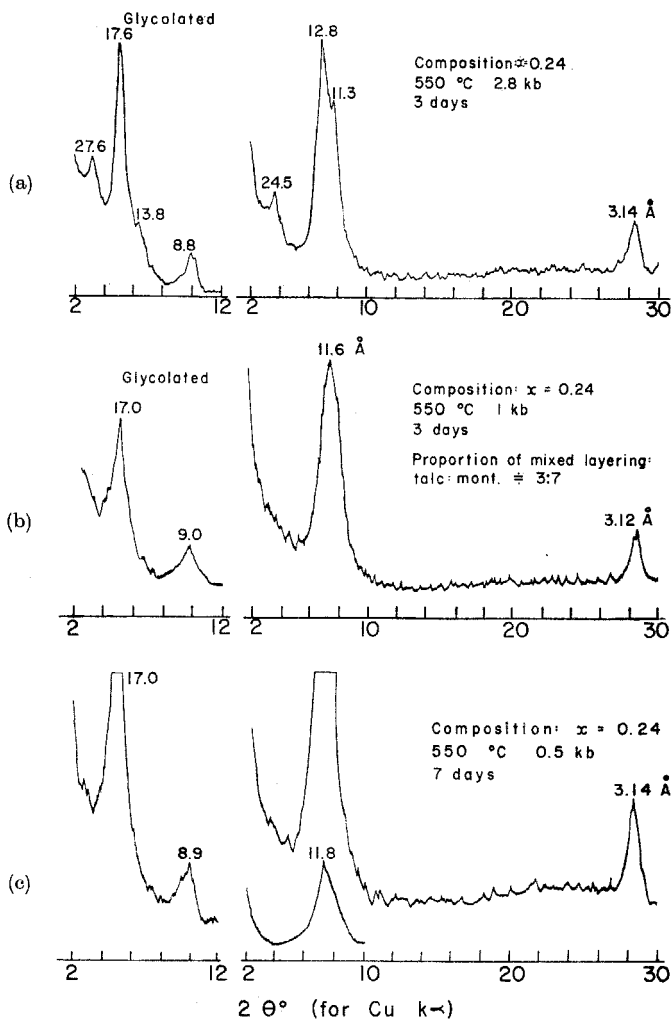 (a)
Glycolated
27.6
17.6
13.8
8.8
2 12
24.5
12.8
11.3
Composition: x=0.24
550 °C 2.8 kb
3 days
3.14 Å
2 10 20 30
(b)
Glycolated
17.0
9.0
2 12
11.6 Å
Composition: x = 0.24
550 °C 1 kb
3 days
Proportion of mixed layering:
talc: mont. ≑ 3:7
3.12 Å
2 10 20 30
(c)
17.0
8.9
2 12
11.8
Composition: x = 0.24
550 °C 0.5 kb
7 days
3.14 Å
2 10 20 30
2 θ° (for Cu k∝)